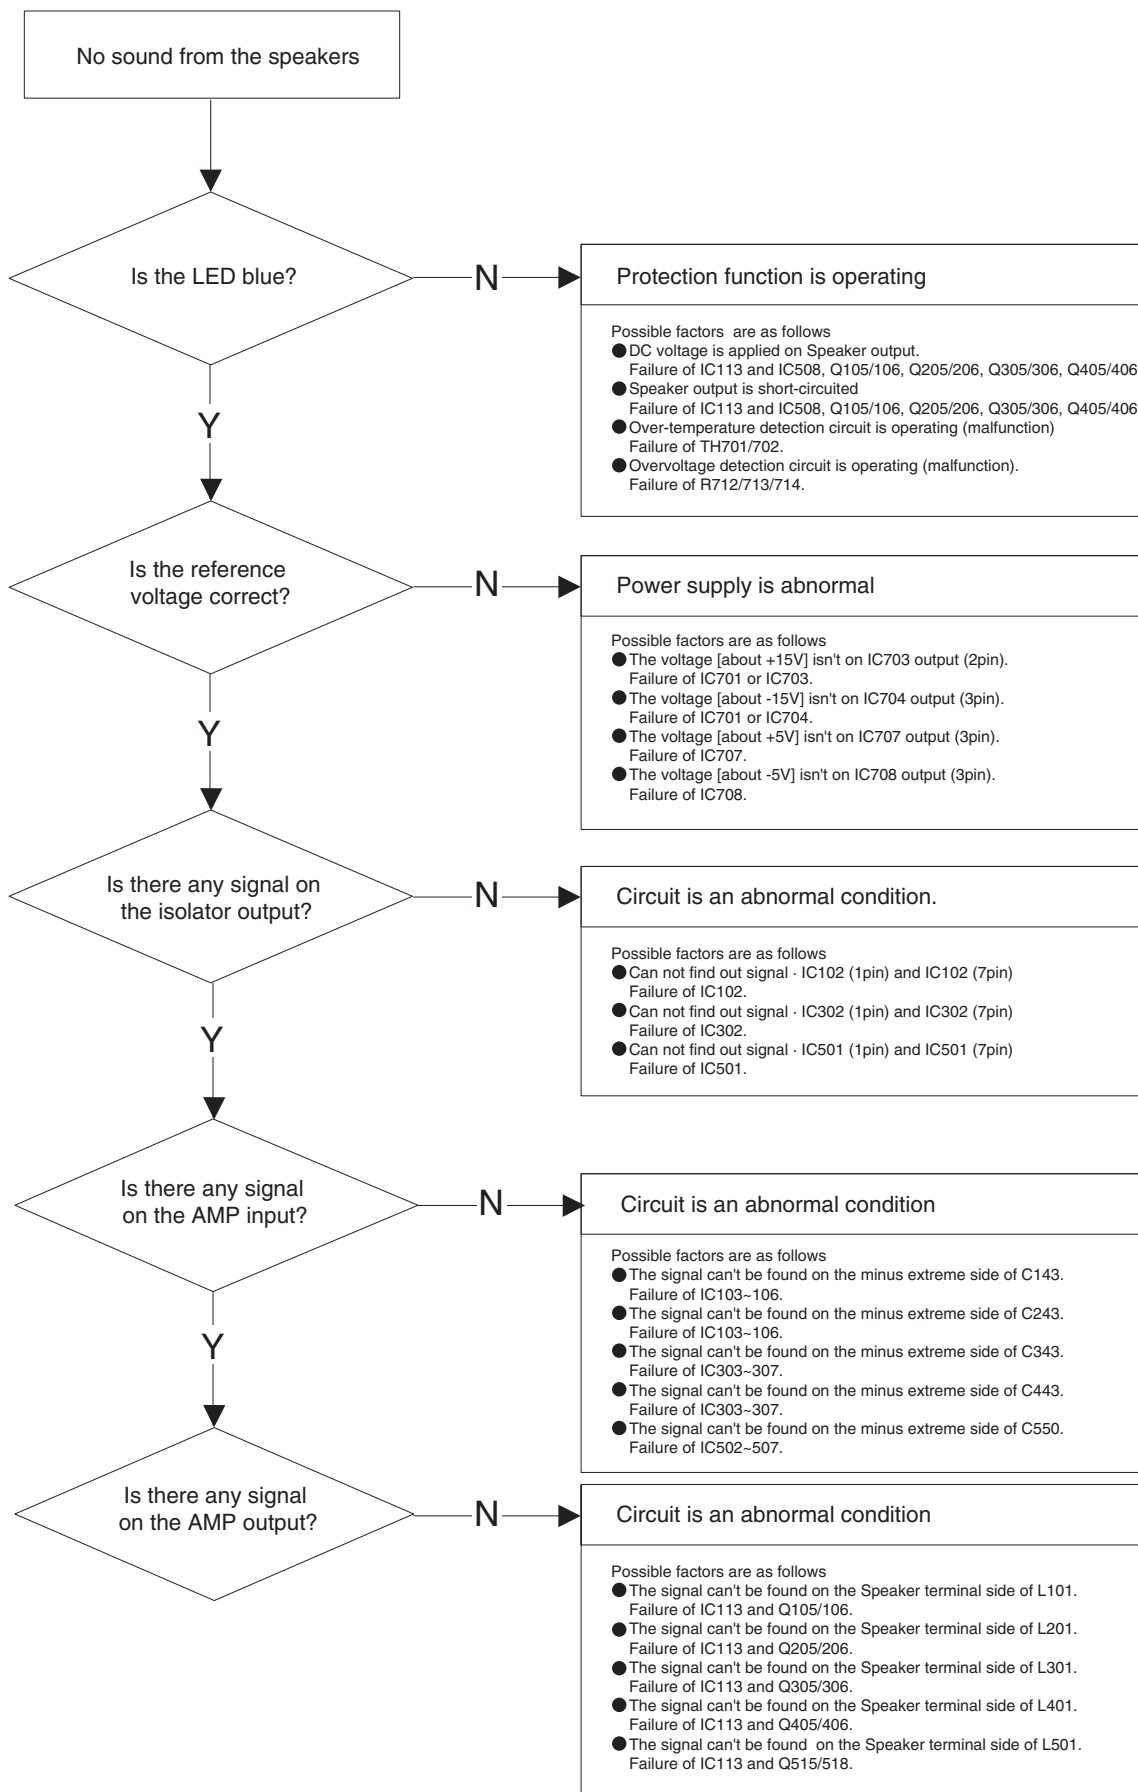 No sound from the speakers
Is the LED blue?
N
Protection function is operating
Possible factors are as follows
●DC voltage is applied on Speaker output.
Failure of IC113 and IC508, Q105/106, Q205/206, Q305/306, Q405/406
●Speaker output is short-circuited
Failure of IC113 and IC508, Q105/106, Q205/206, Q305/306, Q405/406
●Over-temperature detection circuit is operating (malfunction)
Failure of TH701/702.
●Overvoltage detection circuit is operating (malfunction).
Failure of R712/713/714.
Y
Is the reference
voltage correct?
N
Power supply is abnormal
Possible factors are as follows
●The voltage [about +15V] isn't on IC703 output (2pin).
Failure of IC701 or IC703.
●The voltage [about -15V] isn't on IC704 output (3pin).
Failure of IC701 or IC704.
●The voltage [about +5V] isn't on IC707 output (3pin).
Failure of IC707.
●The voltage [about -5V] isn't on IC708 output (3pin).
Failure of IC708.
Y
Is there any signal on
the isolator output?
N
Circuit is an abnormal condition.
Possible factors are as follows
●Can not find out signal · IC102 (1pin) and IC102 (7pin)
Failure of IC102.
●Can not find out signal · IC302 (1pin) and IC302 (7pin)
Failure of IC302.
●Can not find out signal · IC501 (1pin) and IC501 (7pin)
Failure of IC501.
Y
Is there any signal
on the AMP input?
N
Circuit is an abnormal condition
Possible factors are as follows
●The signal can't be found on the minus extreme side of C143.
Failure of IC103~106.
●The signal can't be found on the minus extreme side of C243.
Failure of IC103~106.
●The signal can't be found on the minus extreme side of C343.
Failure of IC303~307.
●The signal can't be found on the minus extreme side of C443.
Failure of IC303~307.
●The signal can't be found on the minus extreme side of C550.
Failure of IC502~507.
Y
Is there any signal
on the AMP output?
N
Circuit is an abnormal condition
Possible factors are as follows
●The signal can't be found on the Speaker terminal side of L101.
Failure of IC113 and Q105/106.
●The signal can't be found on the Speaker terminal side of L201.
Failure of IC113 and Q205/206.
●The signal can't be found on the Speaker terminal side of L301.
Failure of IC113 and Q305/306.
●The signal can't be found on the Speaker terminal side of L401.
Failure of IC113 and Q405/406.
●The signal can't be found on the Speaker terminal side of L501.
Failure of IC113 and Q515/518.